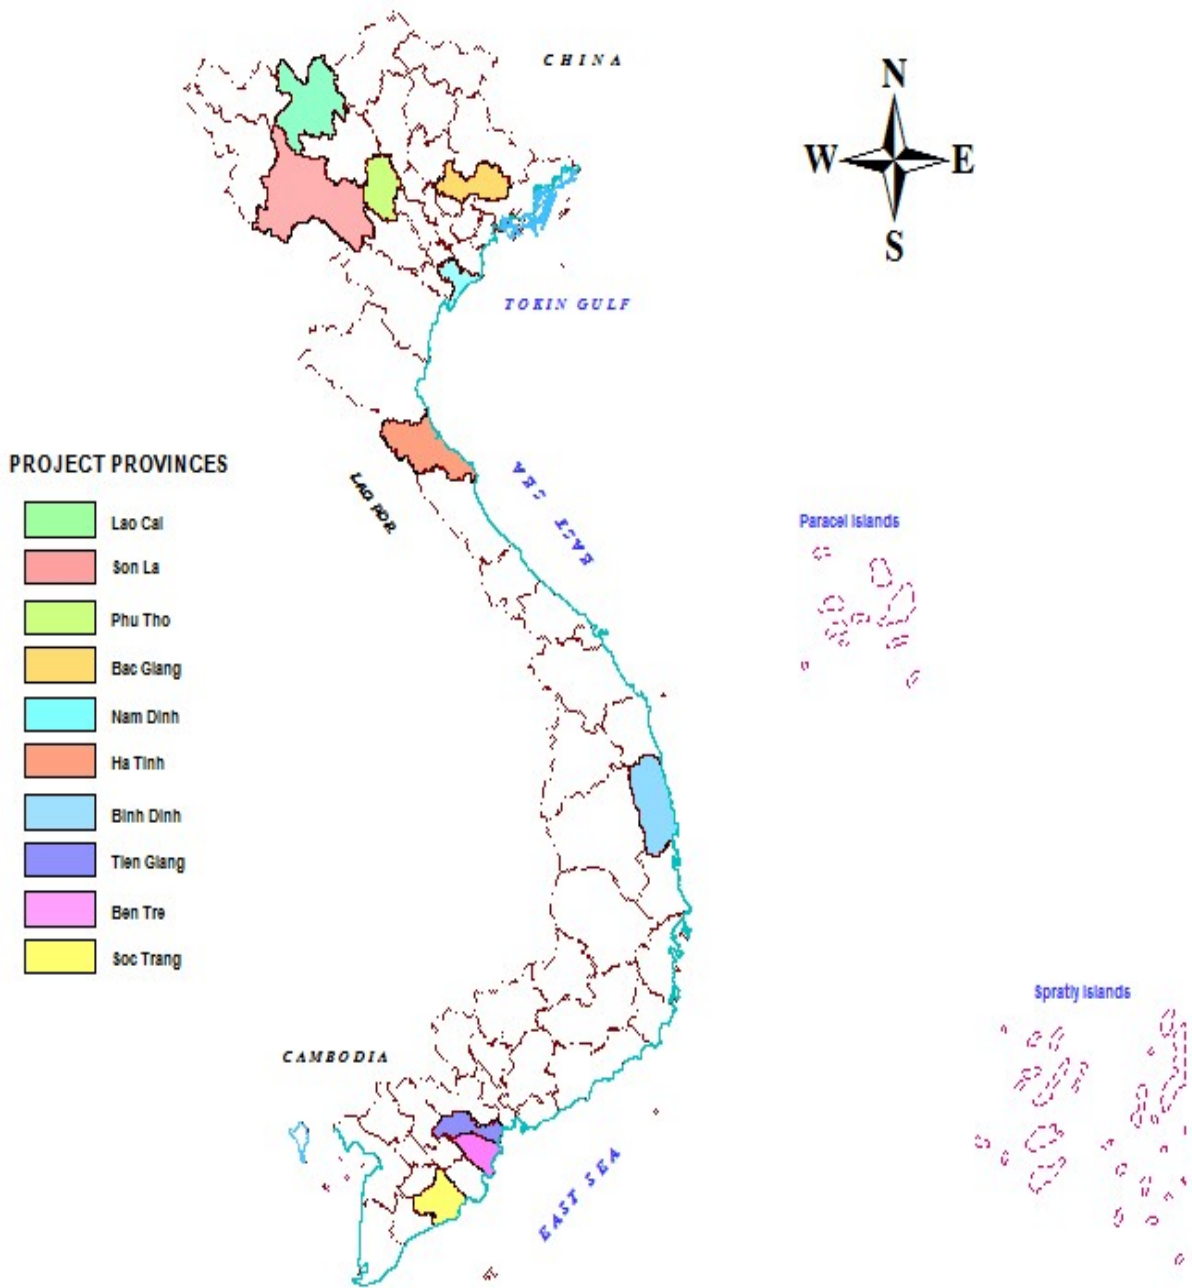 CHINA
N
W E
S
TOKIN GULF
PROJECT PROVINCES
Lao Cai
Son La
Phu Tho
Bac Giang
Nam Dinh
Ha Tinh
Binh Dinh
Tien Giang
Ben Tre
Soc Trang
LAO PDR
EAST SEA
Paracel Islands
Spratly Islands
CAMBODIA
EAST SEA